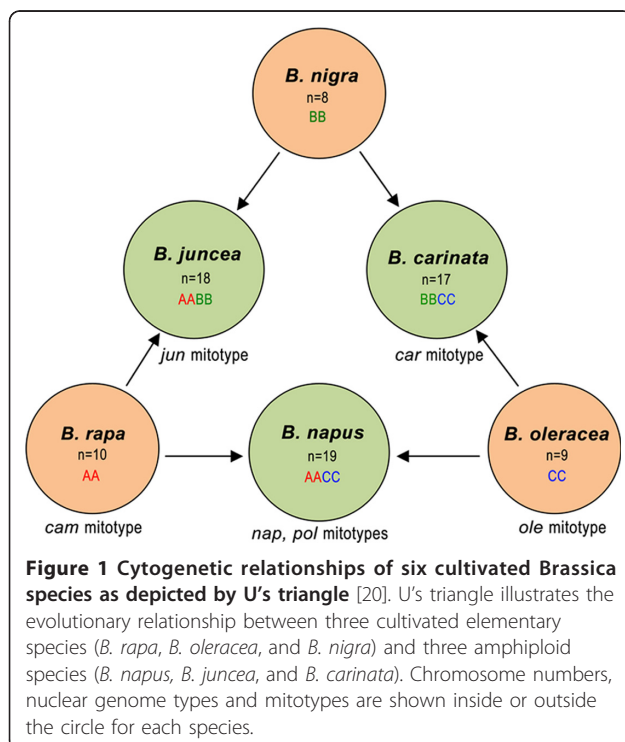 B. nigra
n=8
BB
B. juncea
n=18
AABB
jun mitotype
B. carinata
n=17
BBCC
car mitotype
B. rapa
n=10
AA
cam mitotype
B. napus
n=19
AACC
nap, pol mitotypes
B. oleracea
n=9
CC
ole mitotype
Figure 1 Cytogenetic relationships of six cultivated Brassica
species as depicted by U's triangle [20]. U's triangle illustrates the
evolutionary relationship between three cultivated elementary
species (B. rapa, B. oleracea, and B. nigra) and three amphiploid
species (B. napus, B. juncea, and B. carinata). Chromosome numbers,
nuclear genome types and mitotypes are shown inside or outside
the circle for each species.